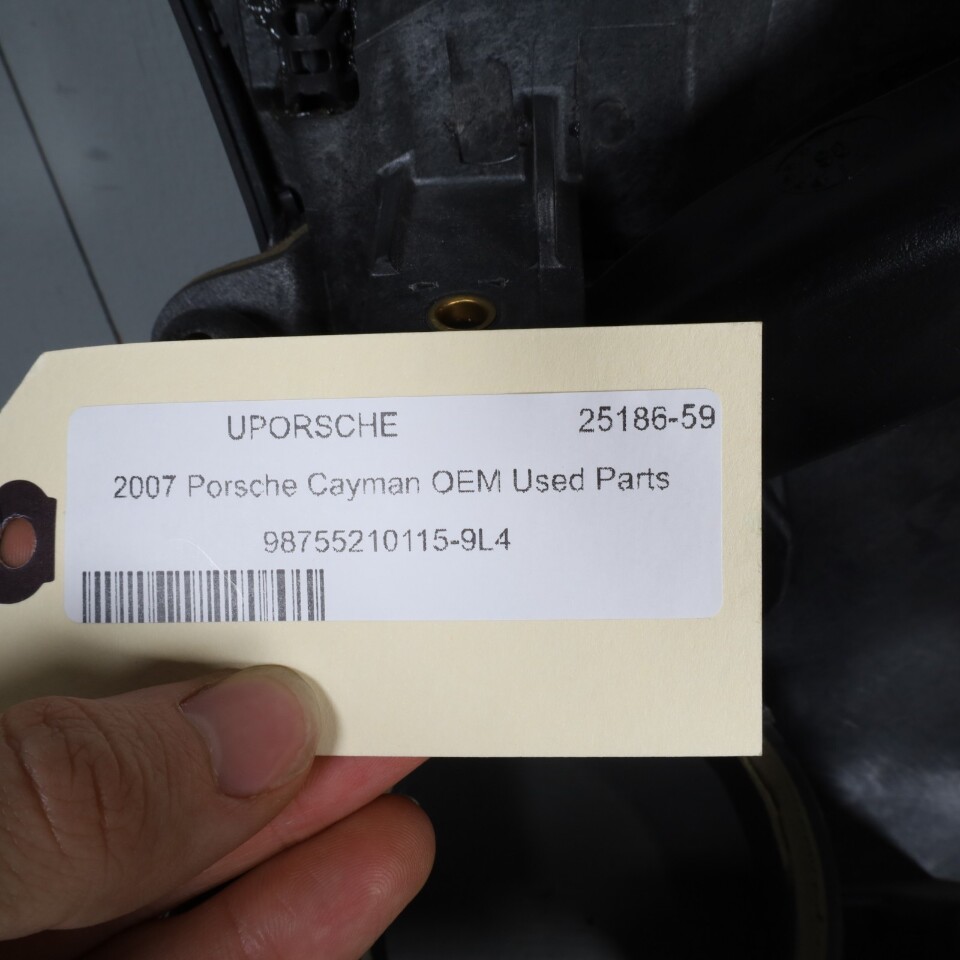 UPORSCHE 25186-59
2007 Porsche Cayman OEM Used Parts
98755210115-9L4